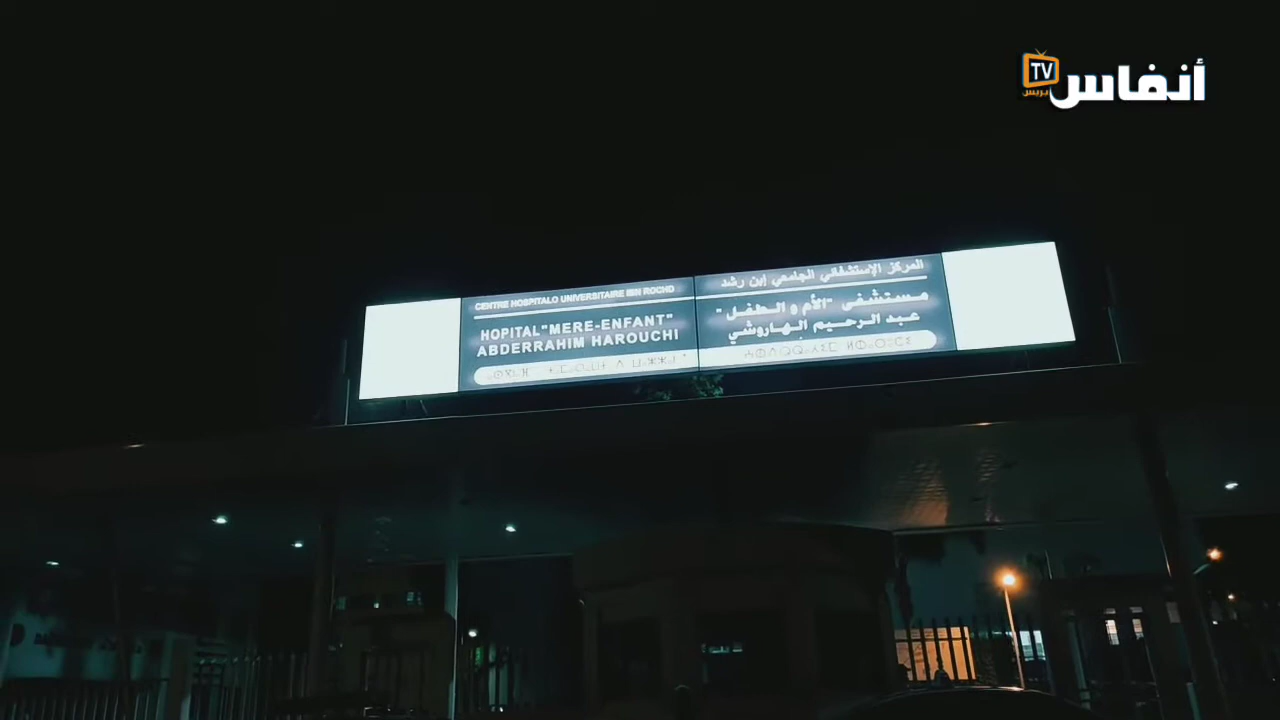 أنفاس
TV
بريس
CENTRE HOSPITALO UNIVERSITAIRE IBN ROCHD
HOPITAL "MERE-ENFANT"
ABDERRAHIM HAROUCHI
المركز الإستشفائي الجامعي إبن رشد
مستشفى "الأم و الطفل"
عبد الرحيم الهاروشي